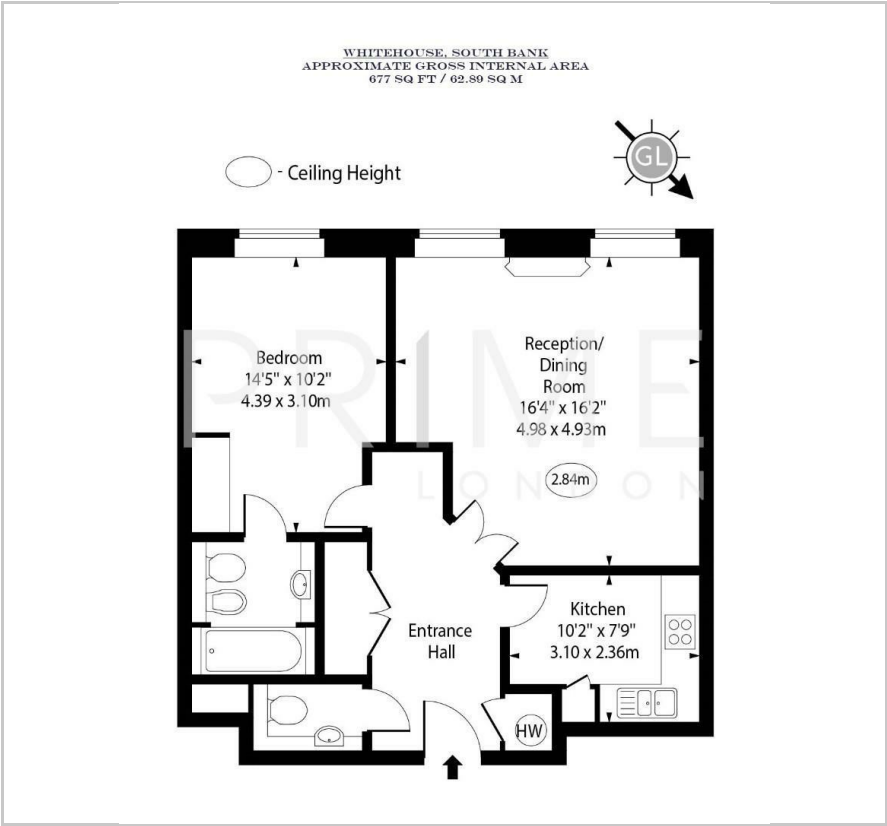 WHITEHOUSE, SOUTH BANK
APPROXIMATE GROSS INTERNAL AREA
677 SQ FT / 62.89 SQ M
GL
- Ceiling Height
PRIME
LONDON
Bedroom
14'5" x 10'2"
4.39 x 3.10m
Reception/
Dining
Room
16'4" x 16'2"
4.98 x 4.93m
2.84m
Entrance
Hall
Kitchen
10'2" x 7'9"
3.10 x 2.36m
HW